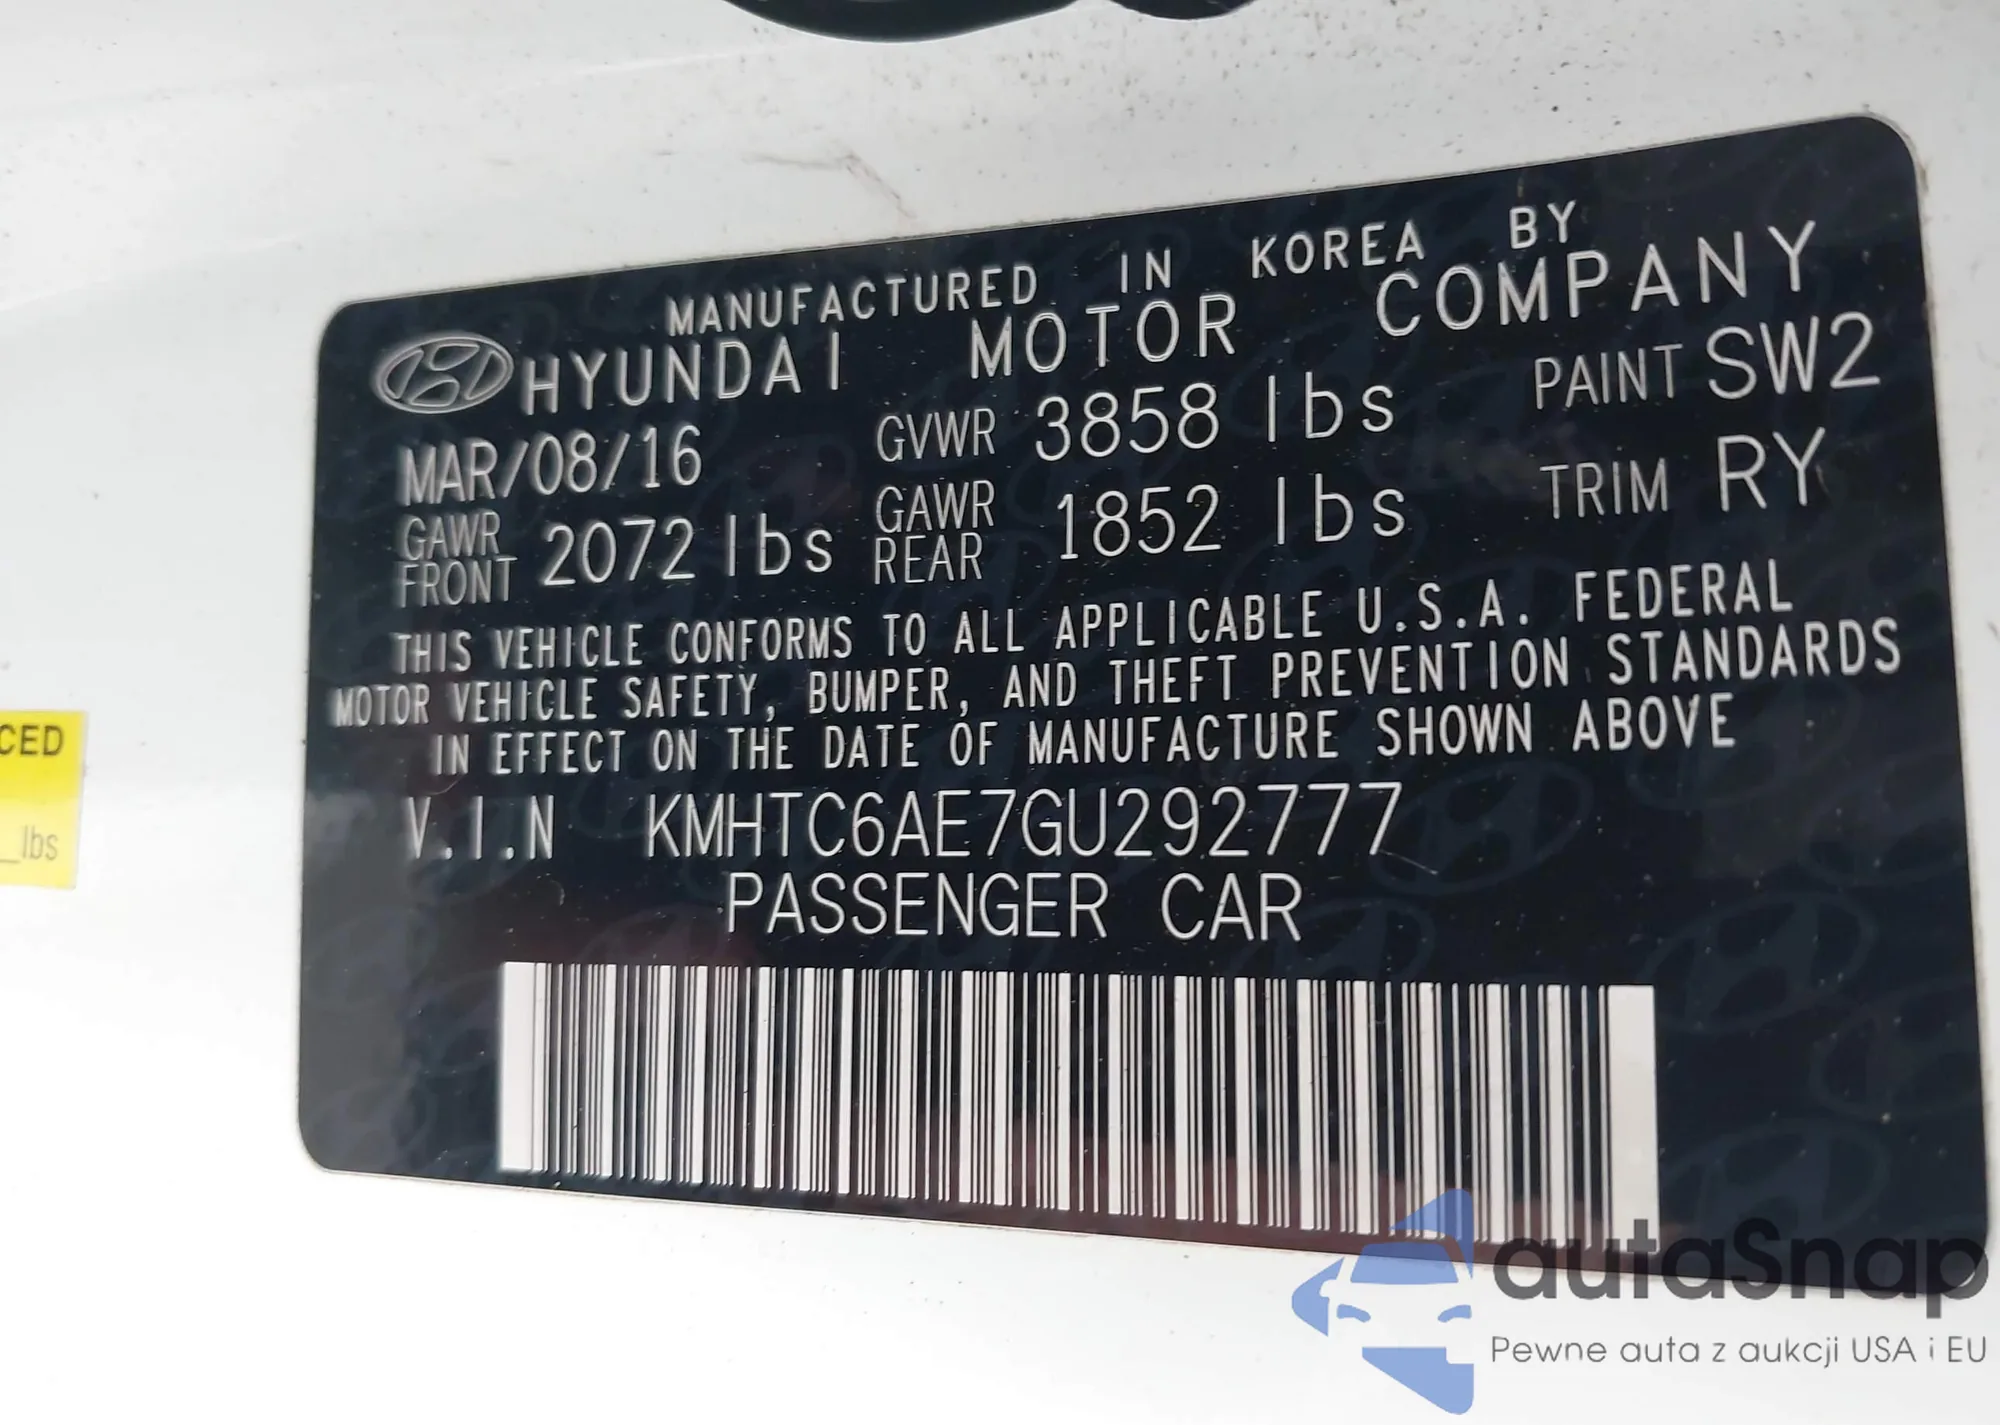 MANUFACTURED IN KOREA BY
HYUNDAI MOTOR COMPANY
MAR/08/16 GVWR 3858 lbs PAINT SW2
GAWR FRONT 2072 lbs GAWR REAR 1852 lbs TRIM RY
THIS VEHICLE CONFORMS TO ALL APPLICABLE U.S.A. FEDERAL
MOTOR VEHICLE SAFETY, BUMPER, AND THEFT PREVENTION STANDARDS
IN EFFECT ON THE DATE OF MANUFACTURE SHOWN ABOVE
V.I.N KMHTC6AE7GU292777
PASSENGER CAR
CED
_lbs
autaSnap
Pewne auta z aukcji USA i EU